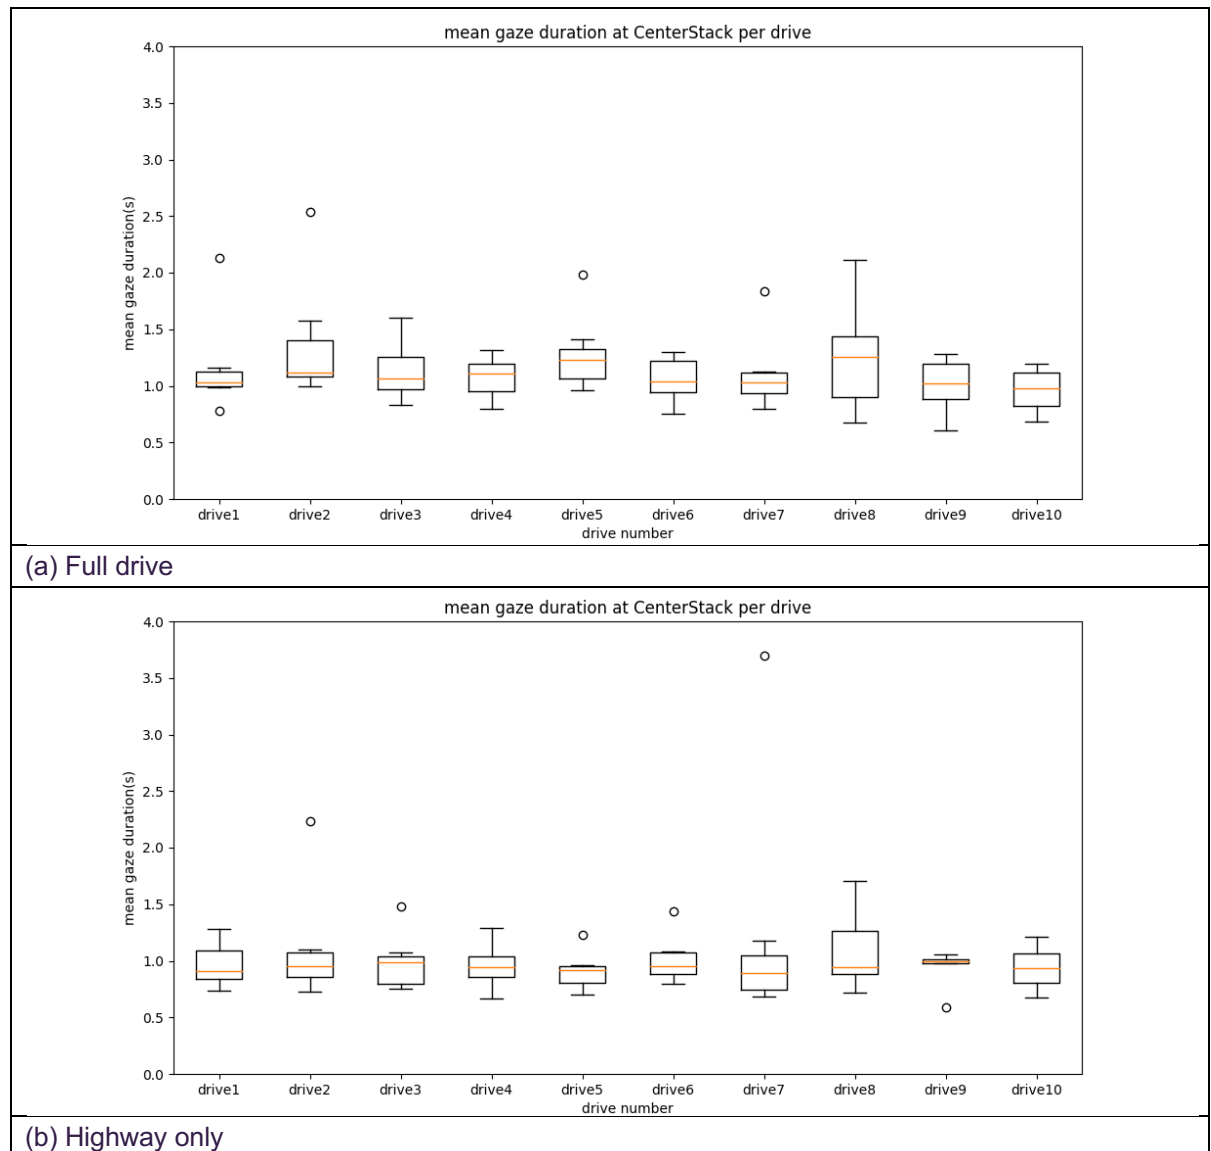 mean gaze duration at CenterStack per drive
4.0
3.5
3.0
2.5
2.0
1.5
1.0
0.5
0.0
mean gaze duration(s)
drive1 drive2 drive3 drive4 drive5 drive6 drive7 drive8 drive9 drive10
drive number
(a) Full drive
mean gaze duration at CenterStack per drive
4.0
3.5
3.0
2.5
2.0
1.5
1.0
0.5
0.0
mean gaze duration(s)
drive1 drive2 drive3 drive4 drive5 drive6 drive7 drive8 drive9 drive10
drive number
(b) Highway only